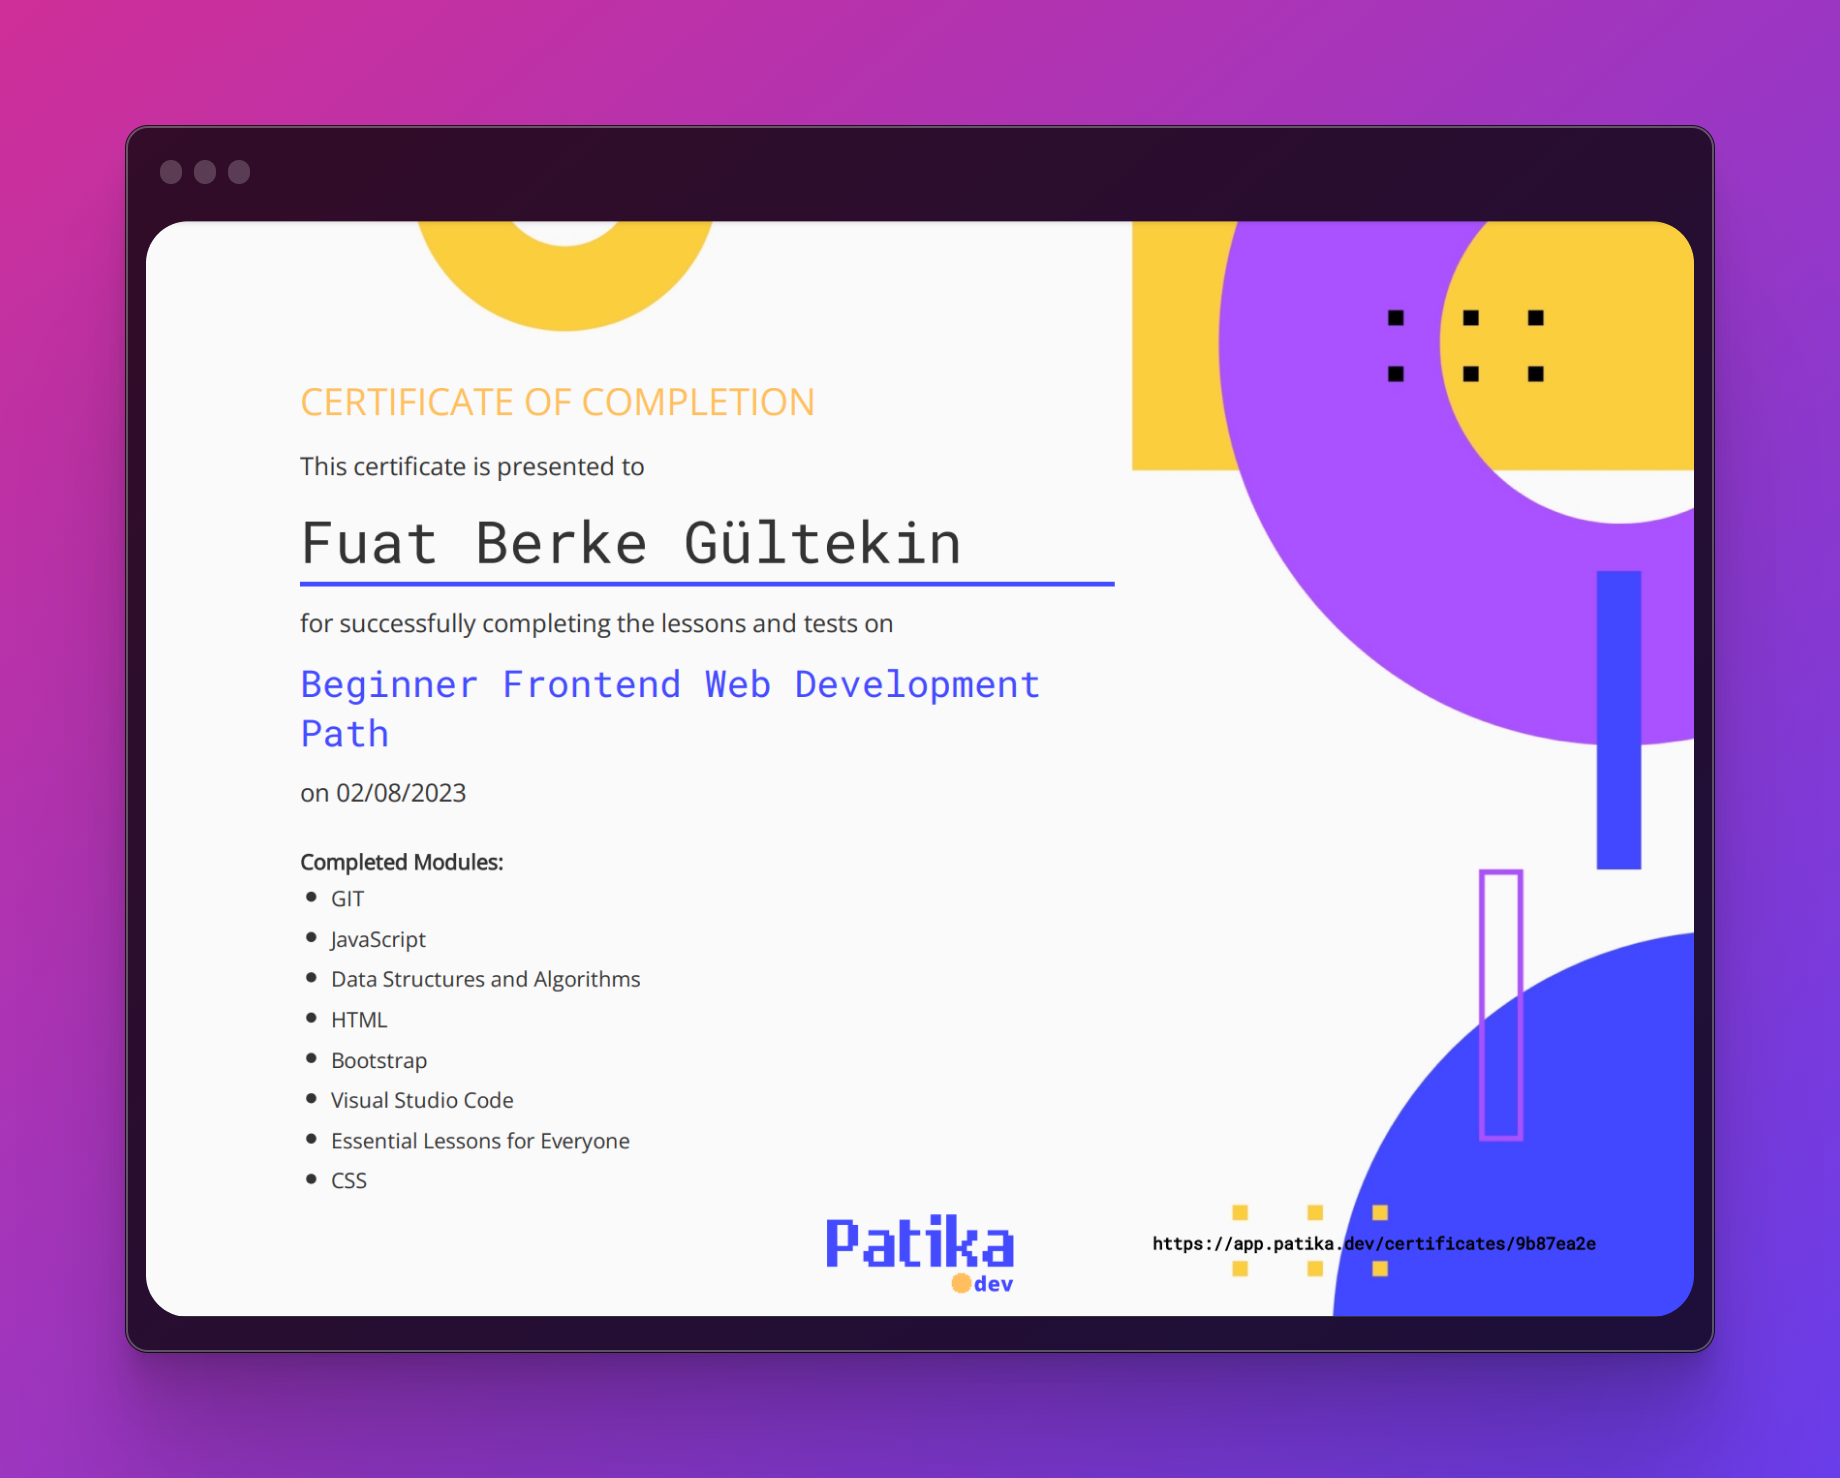 CERTIFICATE OF COMPLETION
This certificate is presented to
Fuat Berke Gültekin
for successfully completing the lessons and tests on
Beginner Frontend Web Development
Path
on 02/08/2023
Completed Modules:
GIT
JavaScript
Data Structures and Algorithms
HTML
Bootstrap
Visual Studio Code
Essential Lessons for Everyone
CSS
Patika
dev
https://app.patika.dev/certificates/9b87ea2e